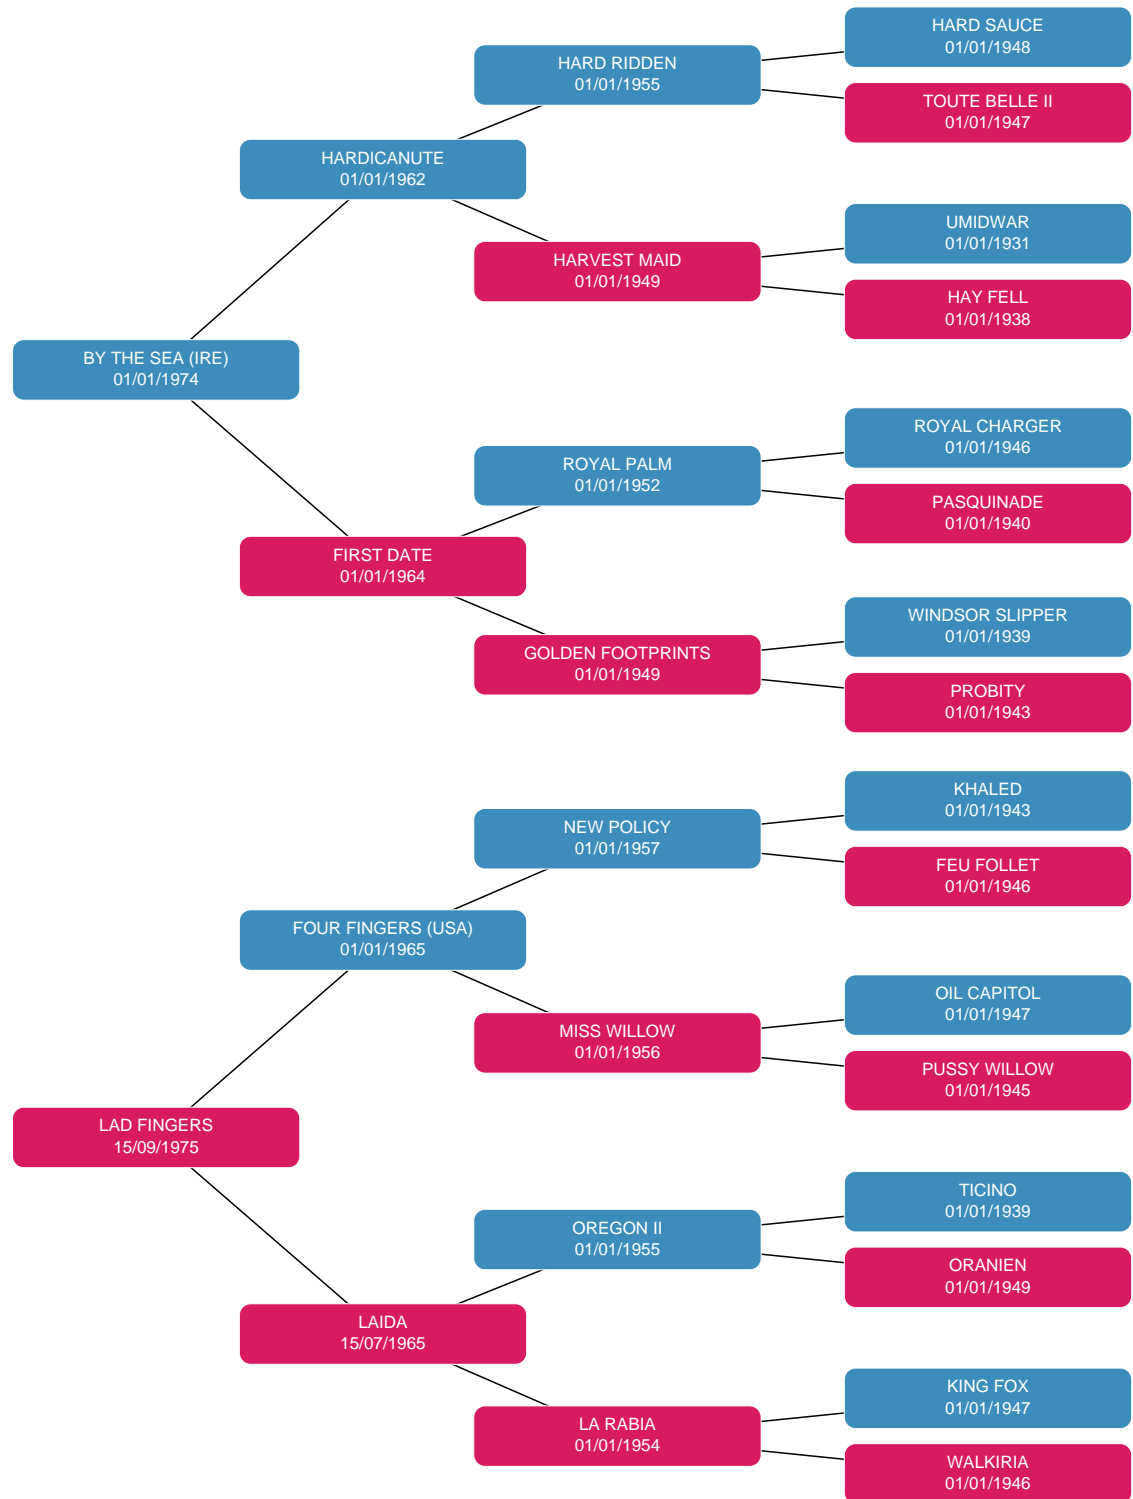 HARD SAUCE
01/01/1948
HARD RIDDEN
01/01/1955
TOUTE BELLE II
01/01/1947
HARDICANUTE
01/01/1962
UMIDWAR
01/01/1931
HARVEST MAID
01/01/1949
HAY FELL
01/01/1938
BY THE SEA (IRE)
01/01/1974
ROYAL CHARGER
01/01/1946
ROYAL PALM
01/01/1952
PASQUINADE
01/01/1940
FIRST DATE
01/01/1964
WINDSOR SLIPPER
01/01/1939
GOLDEN FOOTPRINTS
01/01/1949
PROBITY
01/01/1943
KHALED
01/01/1943
NEW POLICY
01/01/1957
FEU FOLLET
01/01/1946
FOUR FINGERS (USA)
01/01/1965
OIL CAPITOL
01/01/1947
MISS WILLOW
01/01/1956
PUSSY WILLOW
01/01/1945
LAD FINGERS
15/09/1975
TICINO
01/01/1939
OREGON II
01/01/1955
ORANIEN
01/01/1949
LAIDA
15/07/1965
KING FOX
01/01/1947
LA RABIA
01/01/1954
WALKIRIA
01/01/1946